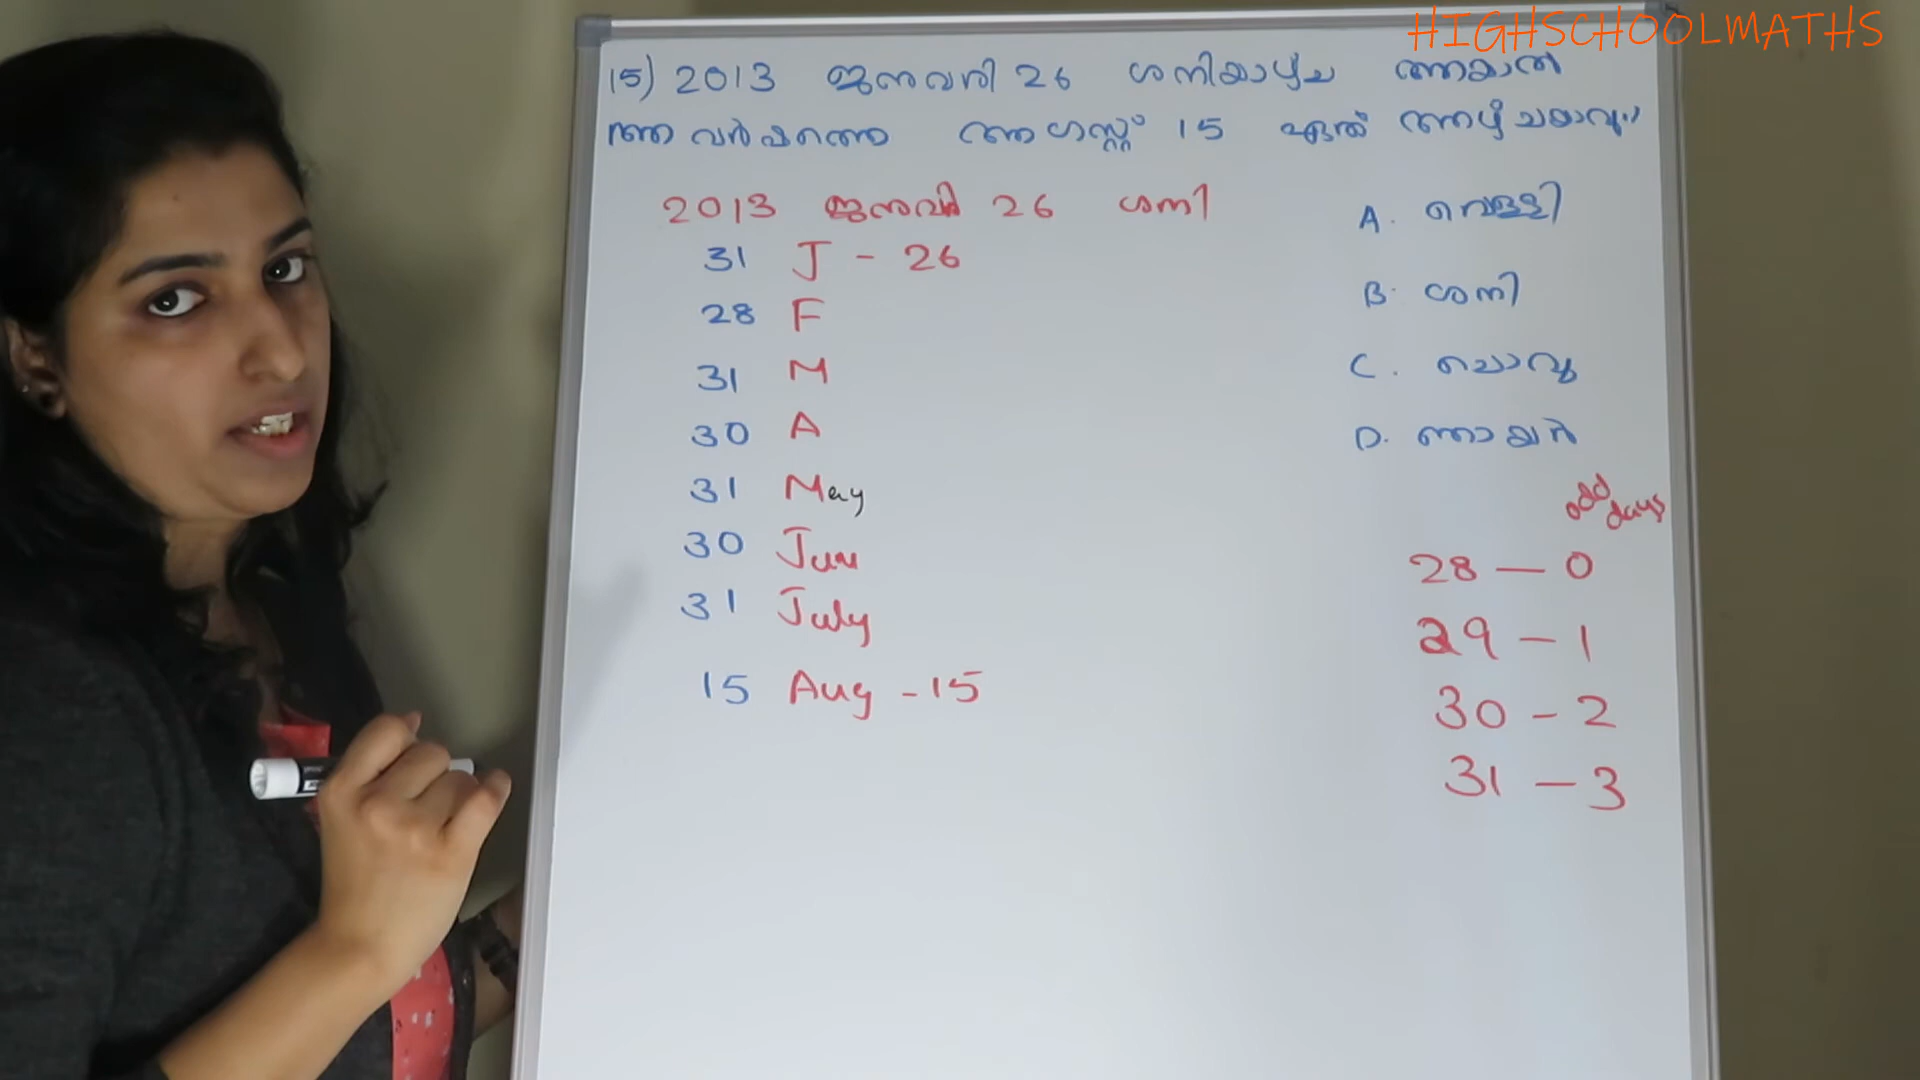 HIGHSCHOOLMATHS
15) 2013 ജനുവരി 26 ശനിയാഴ്ച ആയാൽ
ആ വർഷത്തെ ആഗസ്റ്റ് 15 ഏത് ആഴ്ചയാവും?
2013 ജനുവരി 26 ശനി
A. വെള്ളി
31 J - 26
B. ശനി
28 F
31 M
C. ചൊവ്വ
30 A
D. ഞായർ
31 May
odd days
30 Jun
28 — 0
31 July
29 – 1
15 Aug - 15
30 – 2
31 – 3